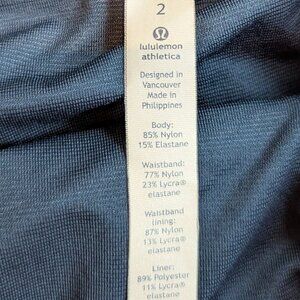 2
lululemon
athletica
Designed in
Vancouver
Made in
Philippines
Body:
85% Nylon
15% Elastane
Waistband:
77% Nylon
23% Lycra®
elastane
Waistband
lining:
87% Nylon
13% Lycra®
elastane
Liner:
89% Polyester
11% Lycra®
elastane